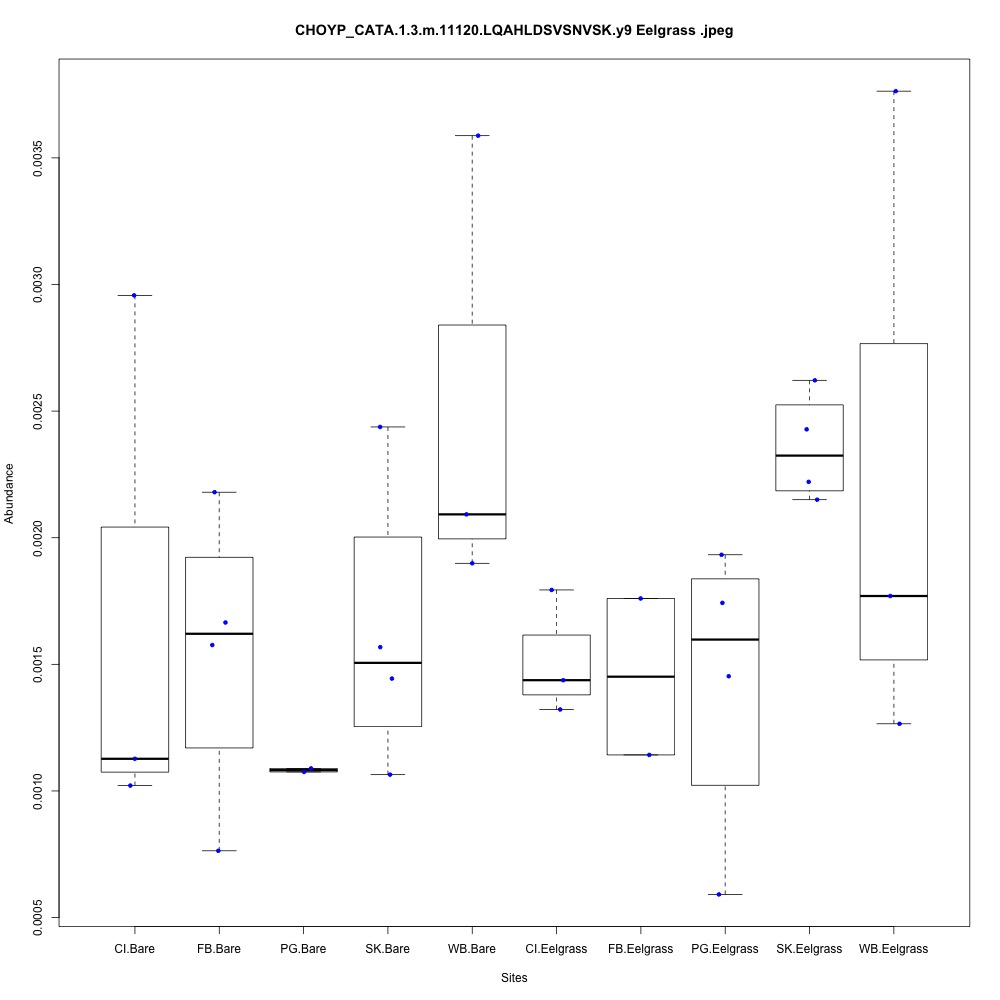 CHOYP_CATA.1.3.m.11120.LQAHLDSVSNVSK.y9 Eelgrass .jpeg
Abundance
0.0035
0.0030
0.0025
0.0020
0.0015
0.0010
0.0005
CI.Bare FB.Bare PG.Bare SK.Bare WB.Bare CI.Eelgrass FB.Eelgrass PG.Eelgrass SK.Eelgrass WB.Eelgrass
Sites